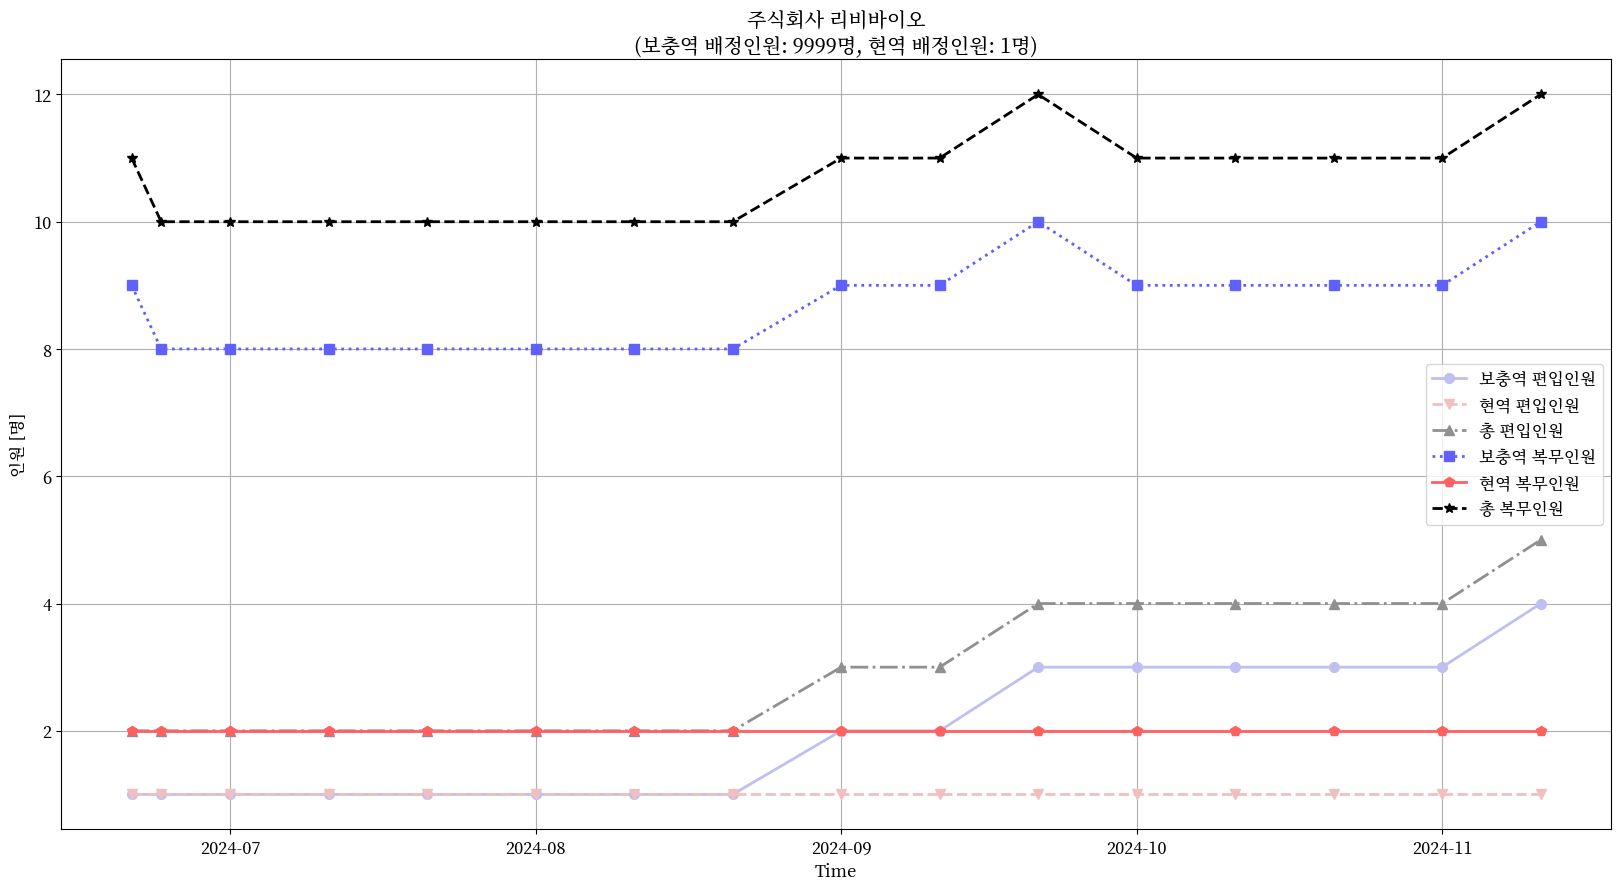 주식회사 리비바이오
(보충역 배정인원: 9999명, 현역 배정인원: 1명)
인원 [명]
12
10
8
6
4
2
보충역 편입인원
현역 편입인원
총 편입인원
보충역 복무인원
현역 복무인원
총 복무인원
2024-07
2024-08
2024-09
2024-10
2024-11
Time